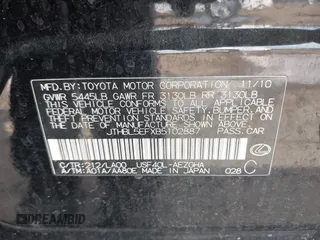 MFD. BY: TOYOTA MOTOR CORPORATION 11/10
GVWR 5445LB GAWR FR 3130LB RR 3130LB
THIS VEHICLE CONFORMS TO ALL APPLICABLE
FEDERAL MOTOR VEHICLE SAFETY, BUMPER, AND
THEFT PREVENTION STANDARDS IN EFFECT ON
THE DATE OF MANUFACTURE SHOWN ABOVE.
JTHBL5EFXB5102887 PASS. CAR
C/TR: 212/LA00 USF40L-AEZGHA
A/TM: A01A/AA80E MADE IN JAPAN 028 C
DREAMBID